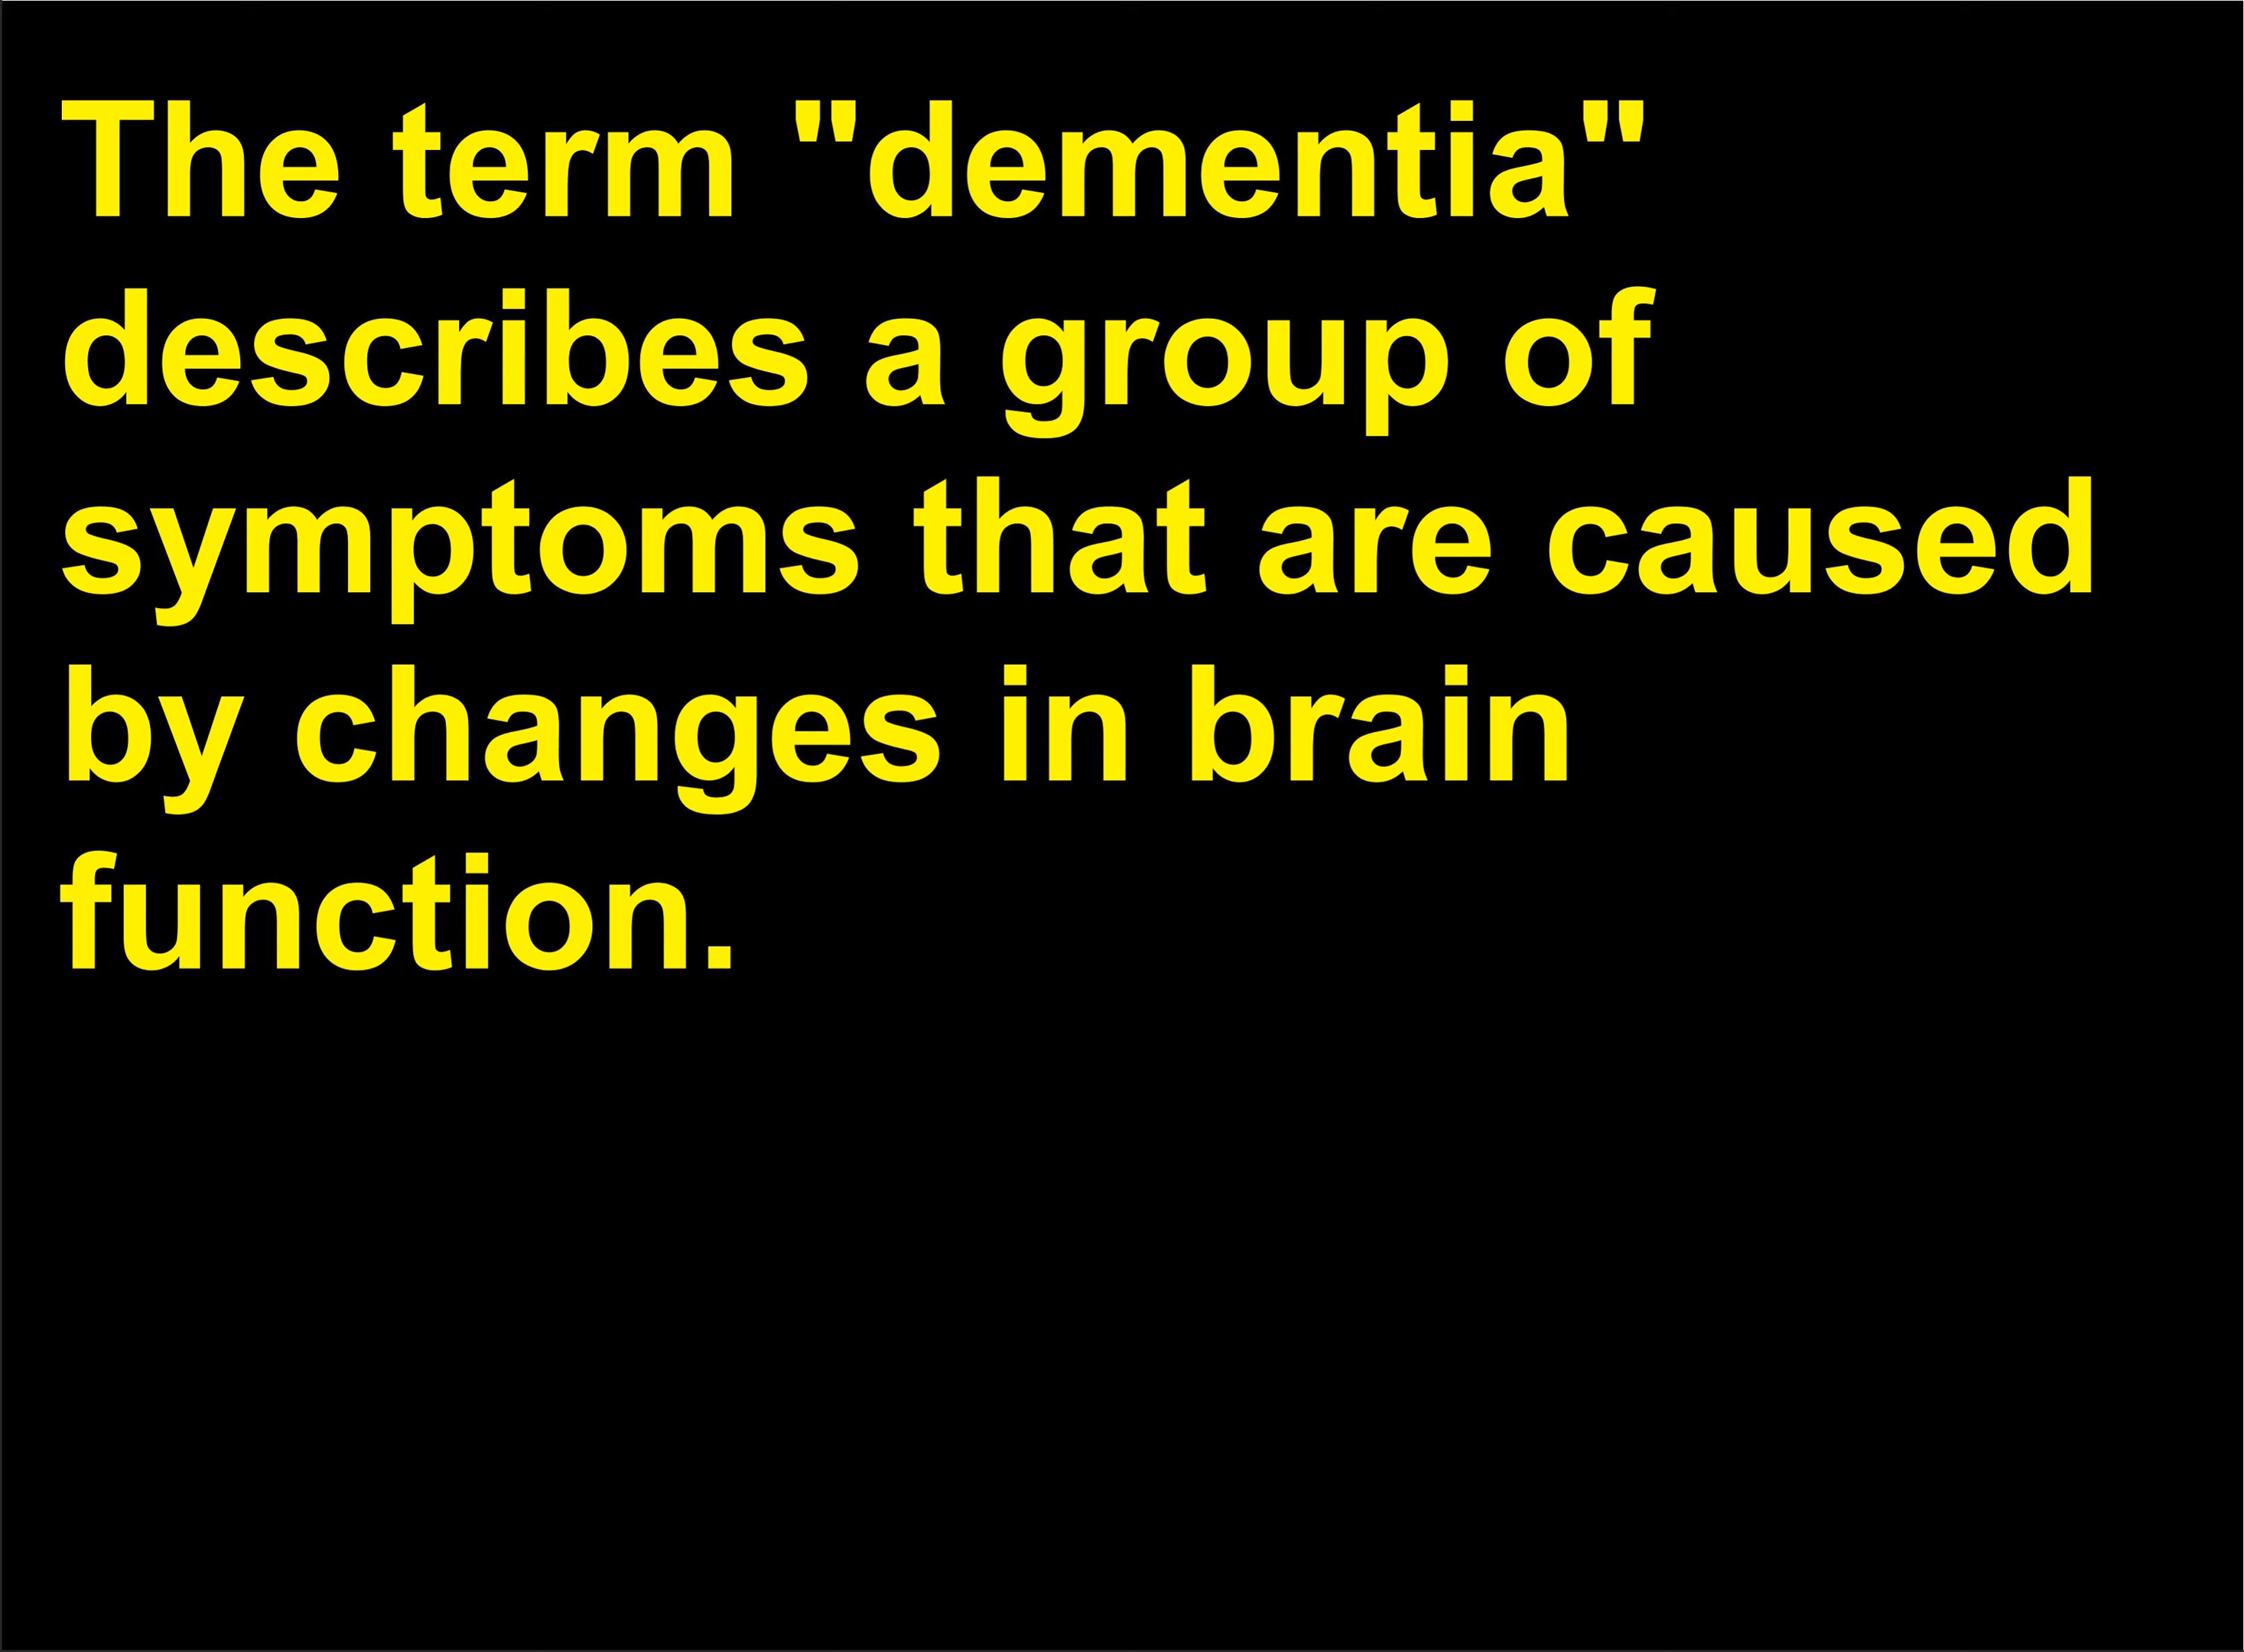 The term "dementia"
describes a group of
symptoms that are caused
by changes in brain
function.